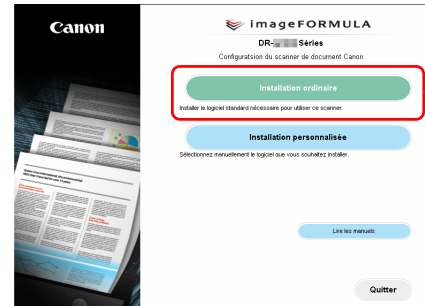 Canon
imageFORMULA
DR- Séries
Configuratsion du scanner de document Canon
Installation ordinaire
Installer le logiciel standard nécessaire pour utiliser ce scanner.
Installation personnalisée
Sélectionnez manuellement le logiciel que vous souhaitez installer.
Lire les manuels
Quitter